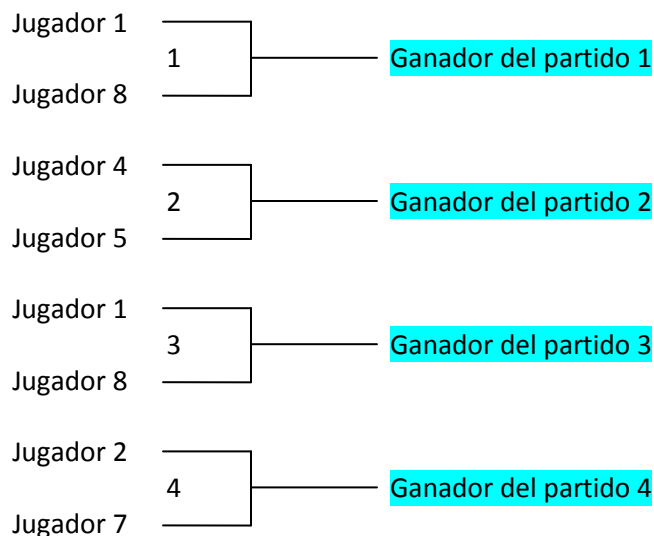 Jugador 1
1
Ganador del partido 1
Jugador 8
Jugador 4
2
Ganador del partido 2
Jugador 5
Jugador 1
3
Ganador del partido 3
Jugador 8
Jugador 2
4
Ganador del partido 4
Jugador 7